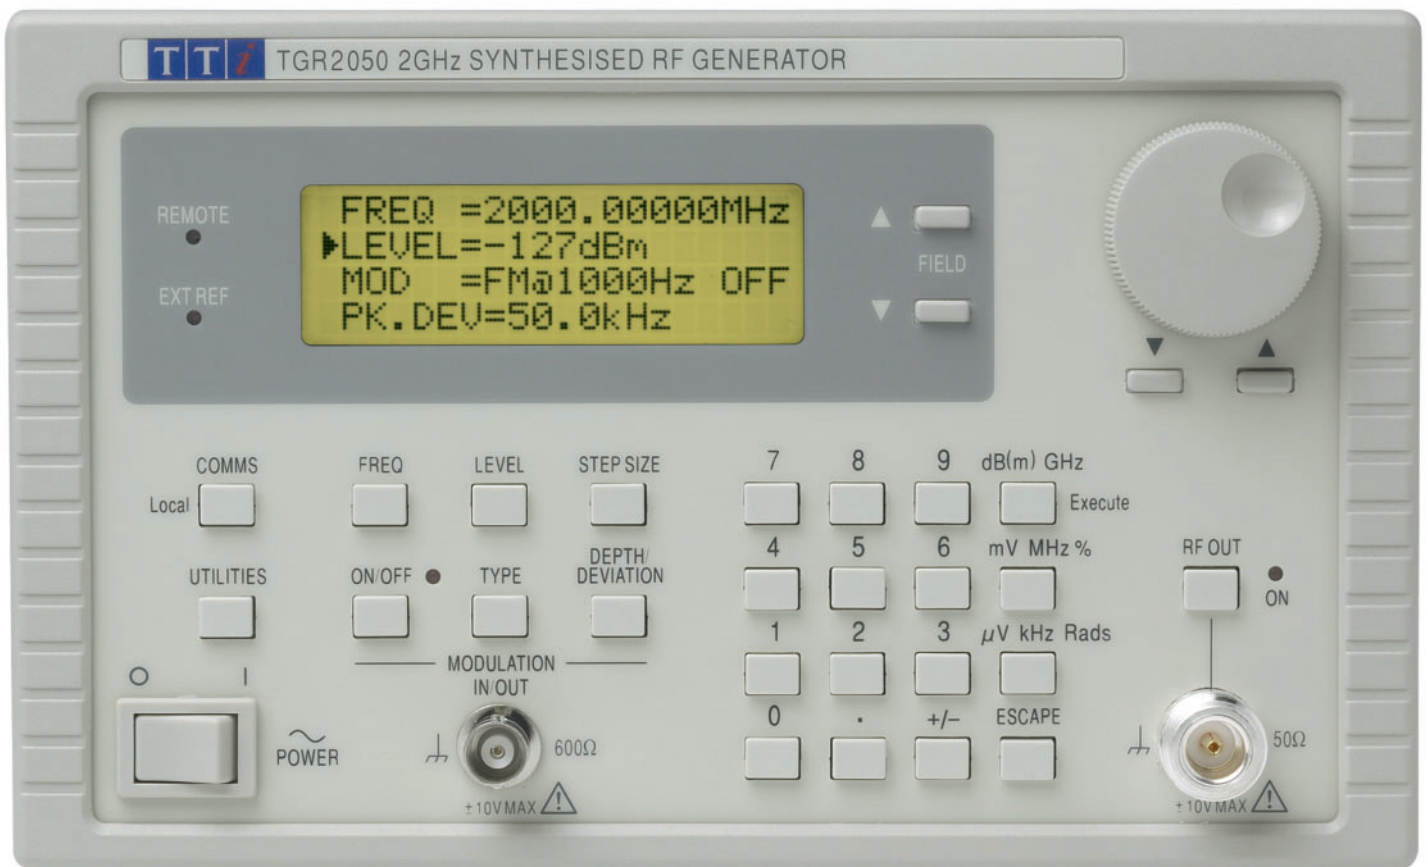 TTi TGR2050 2GHz SYNTHESISED RF GENERATOR
REMOTE
EXT REF
FREQ =2000.00000MHz
LEVEL=-127dBm
MOD =FM@1000Hz OFF
PK.DEV=50.0kHz
FIELD
COMMS
Local
FREQ
LEVEL
STEP SIZE
UTILITIES
ON/OFF
TYPE
DEPTH/
DEVIATION
MODULATION
IN/OUT
600Ω
±10V MAX
O I
POWER
7 8 9 dB(m) GHz
Execute
4 5 6 mV MHz %
1 2 3 µV kHz Rads
0 . +/− ESCAPE
RF OUT
ON
50Ω
±10V MAX